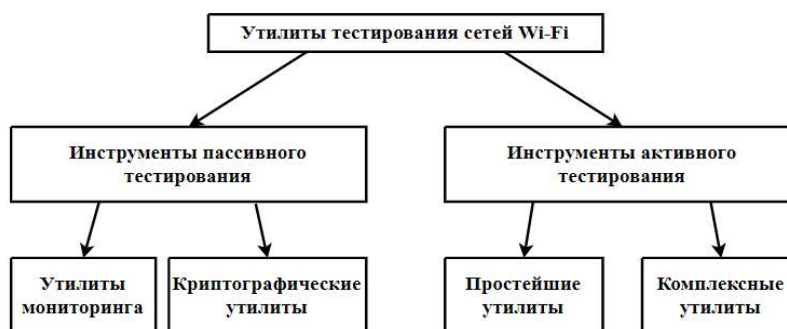 Утилиты тестирования сетей Wi-Fi
Инструменты пассивного
тестирования
Инструменты активного
тестирования
Утилиты
мониторинга
Криптографические
утилиты
Простейшие
утилиты
Комплексные
утилиты